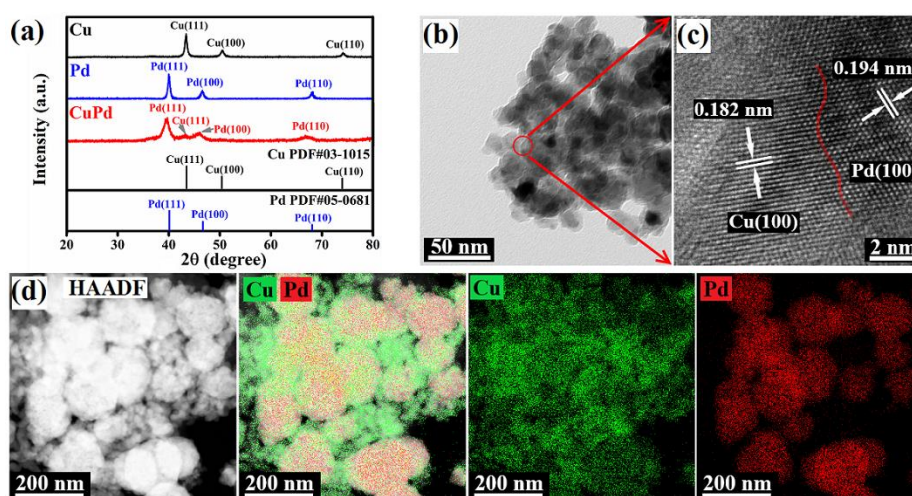 (a)
Cu
Cu(111)
Cu(100)
Cu(110)
Pd
Pd(111)
Pd(100)
Pd(110)
CuPd
Pd(111)
Cu(111)
Pd(100)
Pd(110)
Cu PDF#03-1015
Cu(111)
Cu(100)
Cu(110)
Pd PDF#05-0681
Pd(111)
Pd(100)
Pd(110)
Intensity (a.u.)
20 30 40 50 60 70 80
2θ (degree)
(b)
50 nm
(c)
0.194 nm
0.182 nm
Pd(100)
Cu(100)
2 nm
(d)
HAADF
200 nm
Cu Pd
200 nm
Cu
200 nm
Pd
200 nm